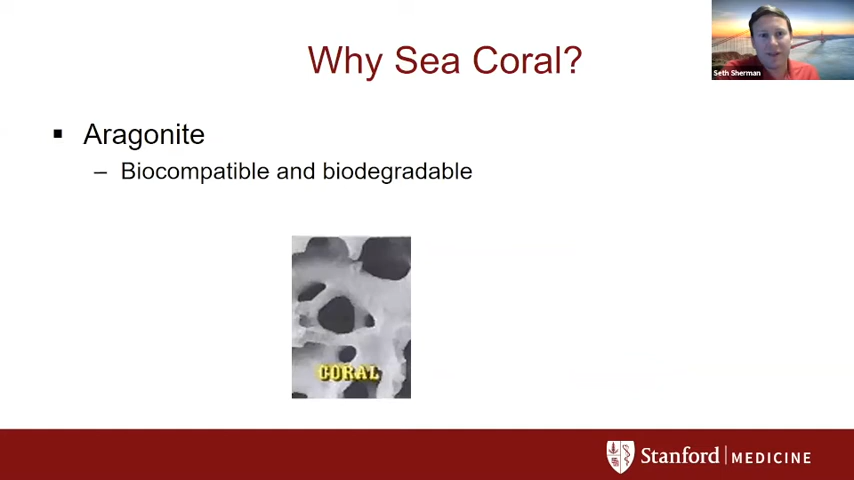 Why Sea Coral?
Seth Sherman
▪ Aragonite
– Biocompatible and biodegradable
CORAL
Stanford | MEDICINE